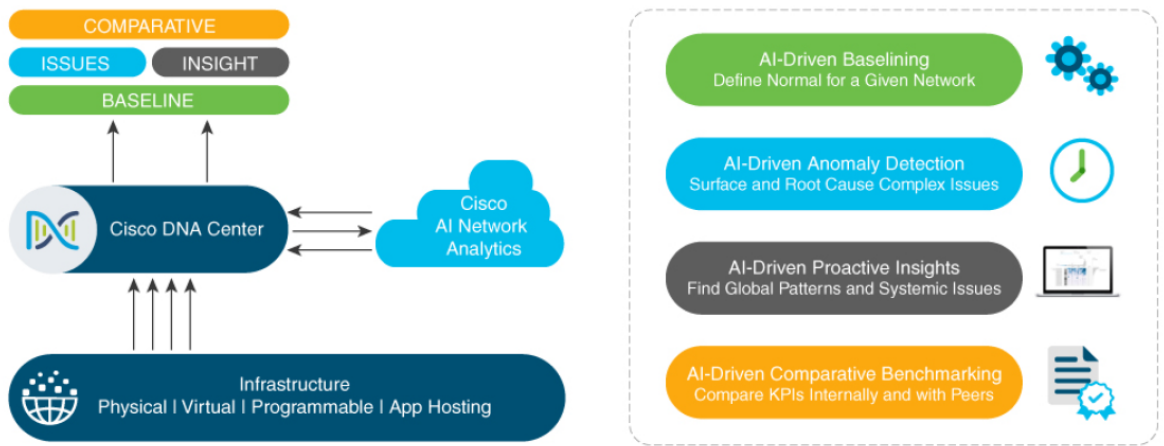 COMPARATIVE
ISSUES
INSIGHT
BASELINE
Cisco DNA Center
Cisco
AI Network
Analytics
Infrastructure
Physical | Virtual | Programmable | App Hosting
AI-Driven Baselining
Define Normal for a Given Network
AI-Driven Anomaly Detection
Surface and Root Cause Complex Issues
AI-Driven Proactive Insights
Find Global Patterns and Systemic Issues
AI-Driven Comparative Benchmarking
Compare KPIs Internally and with Peers